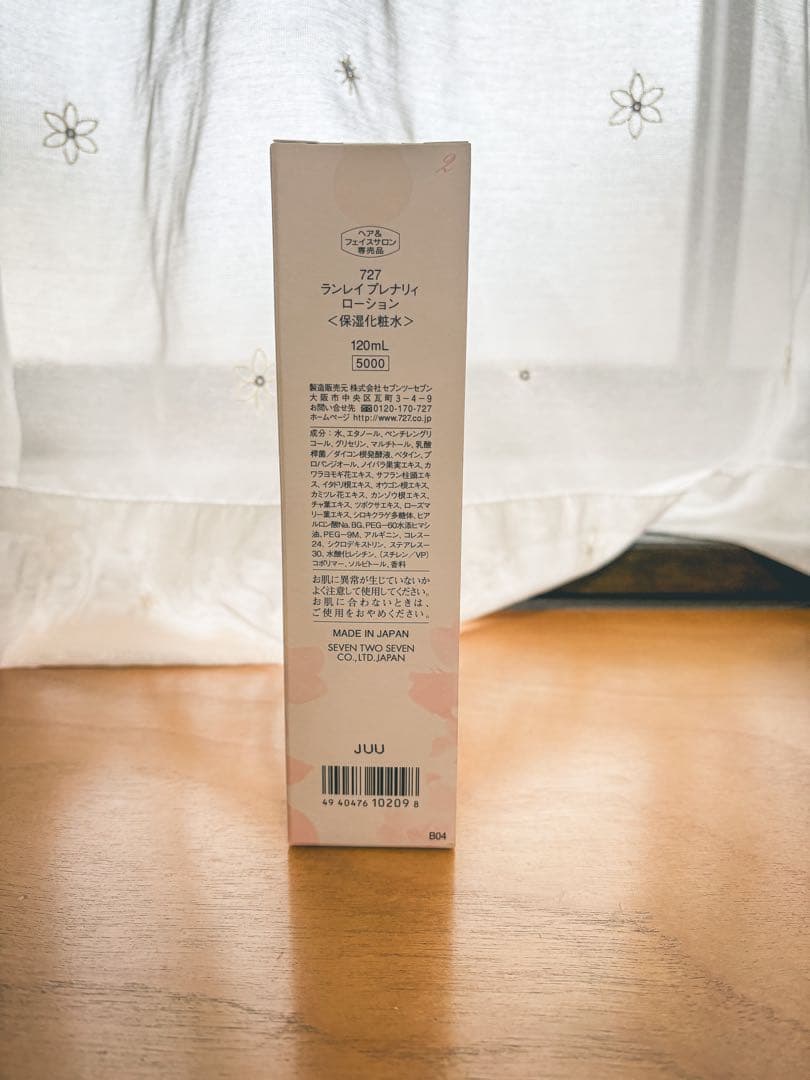 2
ヘア&
フェイスサロン
専売品
727
ランレイ プレナリィ
ローション
<保湿化粧水>
120mL
5000
製造販売元 株式会社 セブンツーセブン
大阪市中央区瓦町3-4-9
お問い合せ先 0120-170-727
ホームページ http://www.727.co.jp
成分:水、エタノール、ペンチレングリ
コール、グリセリン、マルチトール、乳酸
桿菌/ダイコン根発酵液、ベタイン、プ
ロパンジオール、ノイバラ果実エキス、カ
ワラヨモギ花エキス、サフラン柱頭エキ
ス、イタドリ根エキス、オウゴン根エキス、
カミツレ花エキス、カンゾウ根エキス、
チャ葉エキス、ツボクサエキス、ローズマ
リー葉エキス、シロキクラゲ多糖体、ヒア
ルロン酸Na、BG、PEG-60水添ヒマシ
油、PEG-9M、アルギニン、コレス-
24、シクロデキストリン、ステアレス-
30、水酸化レシチン、(スチレン/VP)
コポリマー、ソルビトール、香料
お肌に異常が生じていないか
よく注意して使用してください。
お肌に合わないときは、
ご使用をおやめください。
MADE IN JAPAN
SEVEN TWO SEVEN
CO.,LTD.JAPAN
JUU
49 40476 10209 8
B04